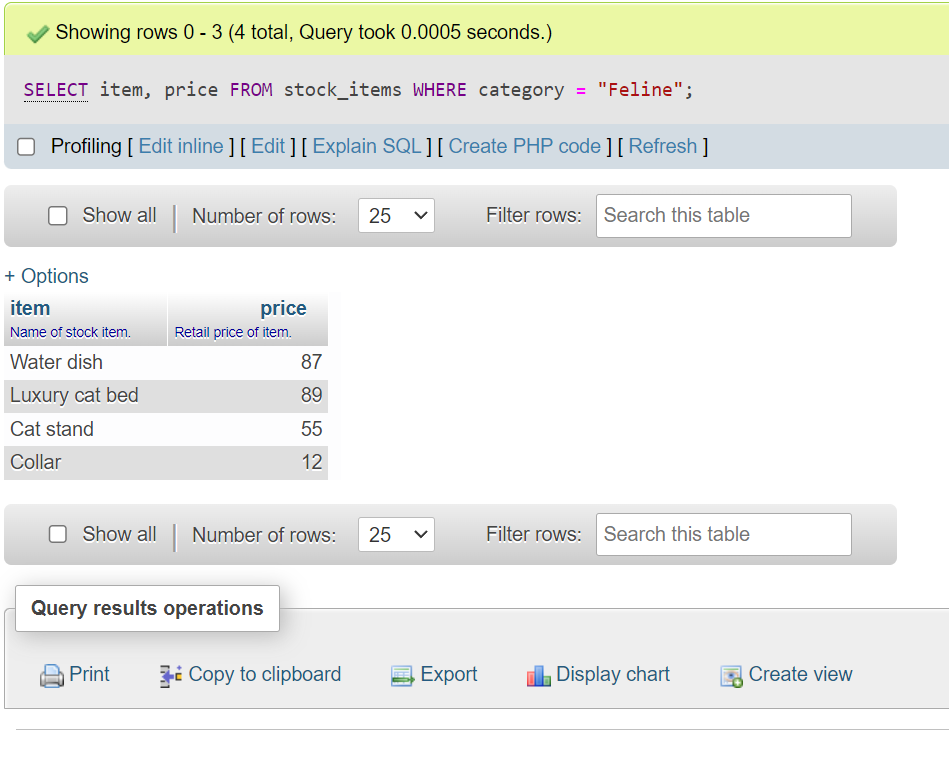 Showing rows 0 - 3 (4 total, Query took 0.0005 seconds.)
SELECT item, price FROM stock_items WHERE category = "Feline";
Profiling [ Edit inline ] [ Edit ] [ Explain SQL ] [ Create PHP code ] [ Refresh ]
Show all | Number of rows: 25 Filter rows: Search this table
+ Options
item price
Name of stock item. Retail price of item.
Water dish 87
Luxury cat bed 89
Cat stand 55
Collar 12
Show all | Number of rows: 25 Filter rows: Search this table
Query results operations
Print Copy to clipboard Export Display chart Create view